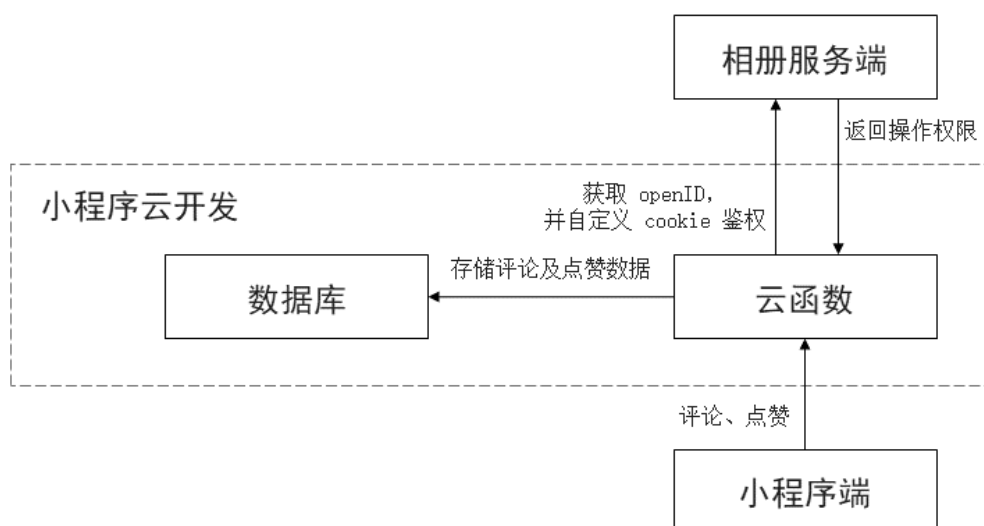 相册服务端
返回操作权限
小程序云开发
获取 openID,
并自定义 cookie 鉴权
存储评论及点赞数据
数据库
云函数
评论、点赞
小程序端